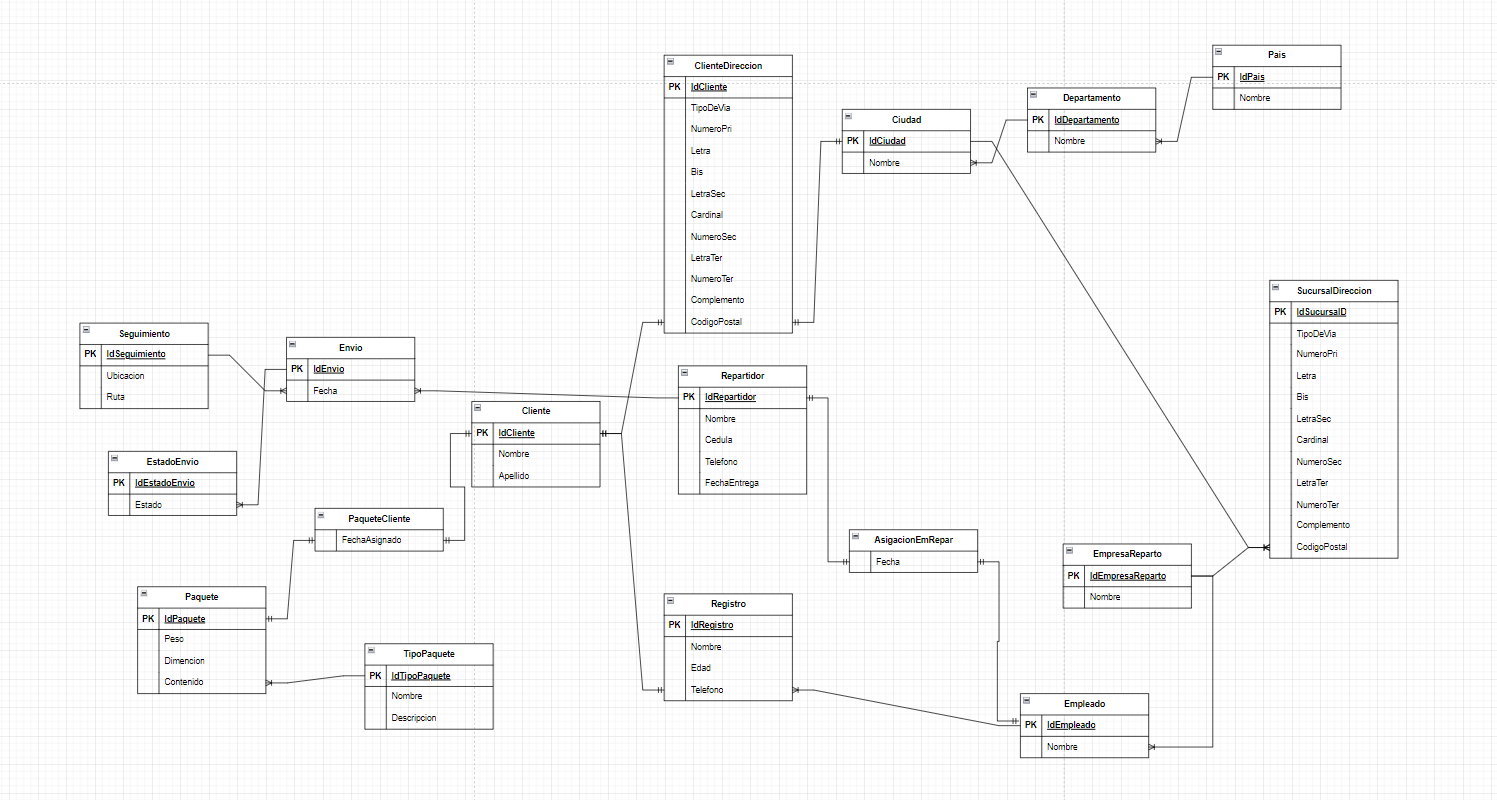 ClienteDireccion
PK IdCliente
TipoDeVia
NumeroPri
Letra
Bis
LetraSec
Cardinal
NumeroSec
LetraTer
NumeroTer
Complemento
CodigoPostal
Ciudad
PK IdCiudad
Nombre
Departamento
PK IdDepartamento
Nombre
Pais
PK IdPais
Nombre
SucursalDireccion
PK IdSucursalD
TipoDeVia
NumeroPri
Letra
Bis
LetraSec
Cardinal
NumeroSec
LetraTer
NumeroTer
Complemento
CodigoPostal
Seguimiento
PK IdSeguimiento
Ubicacion
Ruta
Envio
PK IdEnvio
Fecha
Repartidor
PK IdRepartidor
Nombre
Cedula
Telefono
FechaEntrega
Cliente
PK IdCliente
Nombre
Apellido
EstadoEnvio
PK IdEstadoEnvio
Estado
PaqueteCliente
FechaAsignado
AsigacionEmRepar
Fecha
EmpresaReparto
PK IdEmpresaReparto
Nombre
Paquete
PK IdPaquete
Peso
Dimencion
Contenido
TipoPaquete
PK IdTipoPaquete
Nombre
Descripcion
Registro
PK IdRegistro
Nombre
Edad
Telefono
Empleado
PK IdEmpleado
Nombre